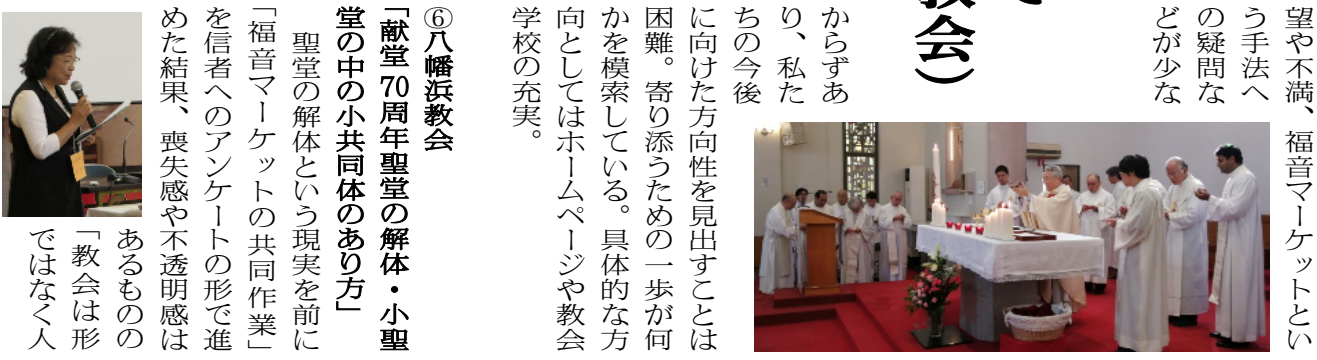 望や不満、福音マーケットとい
う手法へ
の疑問な
どが少な
教会）
からずあ
り、私た
ちの今後
に向けた方向性を見出すことは
困難。寄り添うための一歩が何
かを模索している。具体的な方
向としてはホームページや教会
学校の充実。
⑥八幡浜教会
「献堂70周年聖堂の解体・小聖
堂の中の小共同体のあり方」
聖堂の解体という現実を前に
「福音マーケットの共同作業」
を信者へのアンケートの形で進
めた結果、喪失感や不透明感は
あるものの
「教会は形
ではなく人